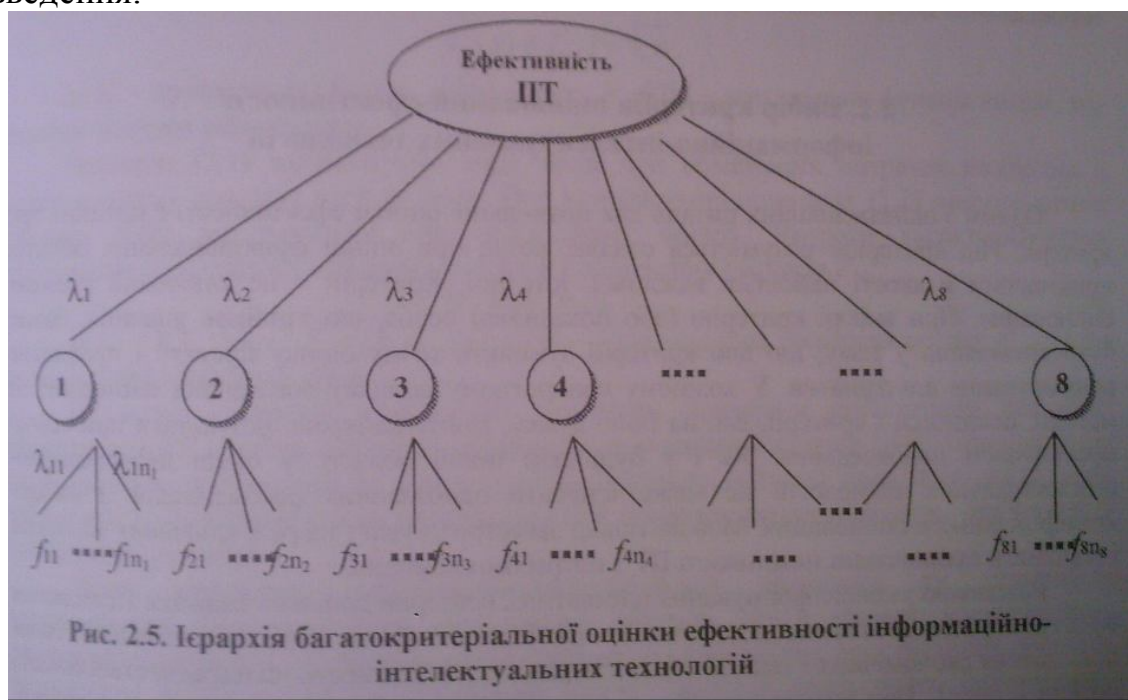 Ефективність
ІІТ
λ1 λ2 λ3 λ4 λ8
1 2 3 4 .... .... 8
λ11 λ1n1
....
f11 ....f1n1 f21 ....f2n2 f31 ....f3n3 f41 .... f4n4 .... .... f81 ....f8n8
Рис. 2.5. Ієрархія багатокритеріальної оцінки ефективності інформаційно-
інтелектуальних технологій